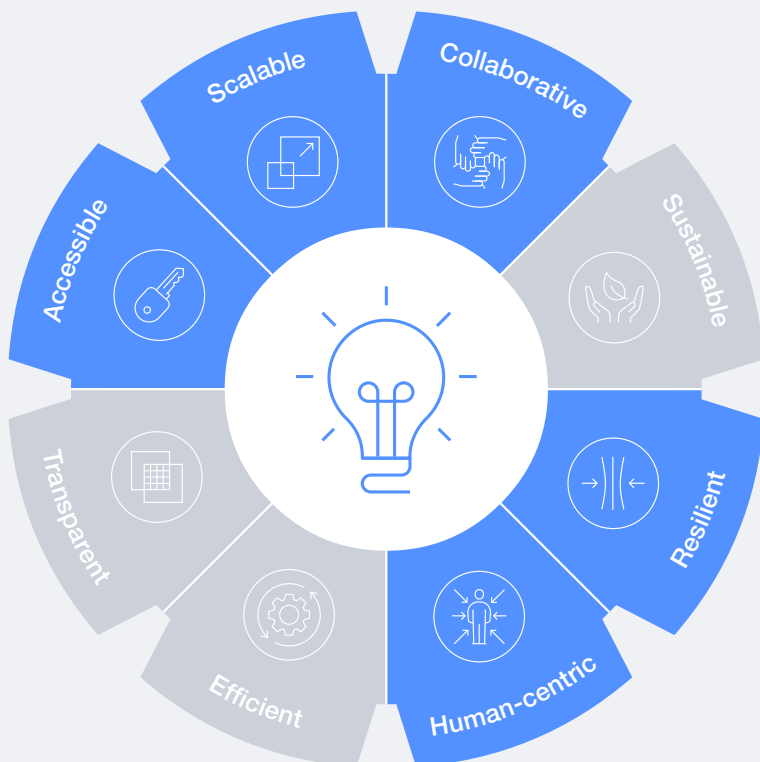 Scalable
Collaborative
Sustainable
Resilient
Human-centric
Efficient
Transparent
Accessible